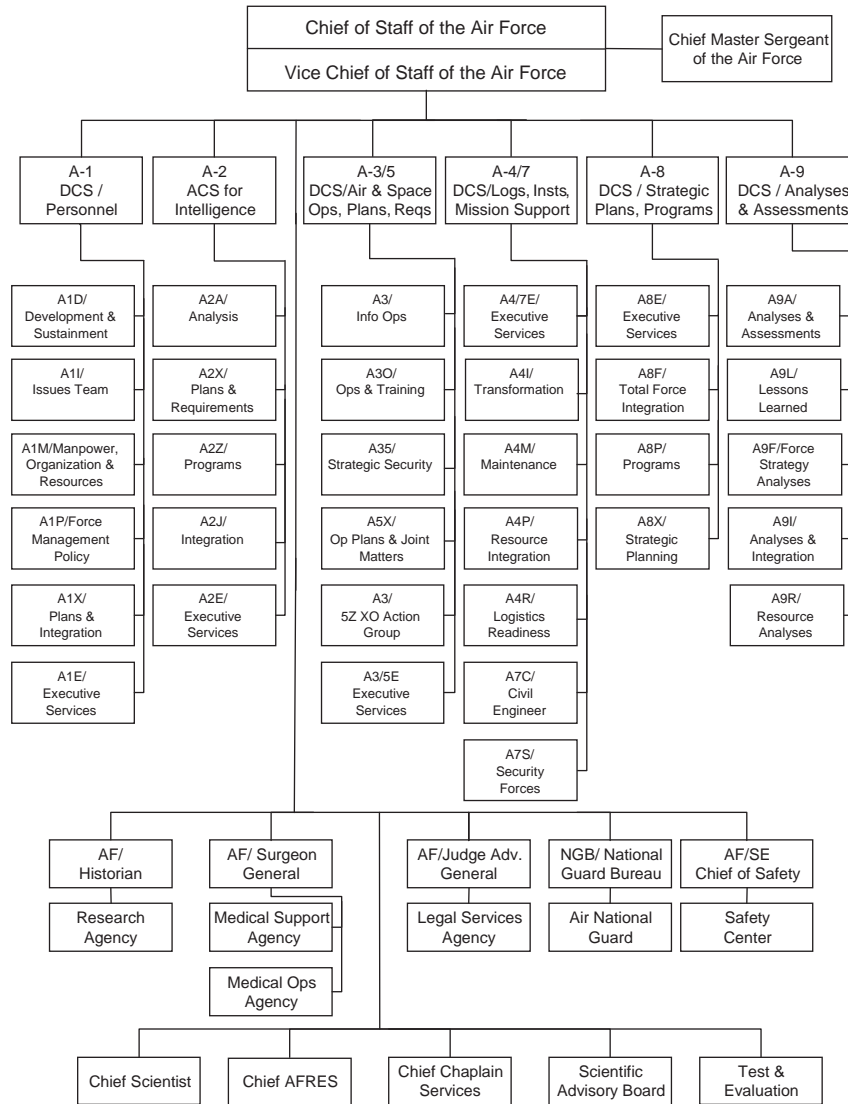 Chief of Staff of the Air Force
Vice Chief of Staff of the Air Force
Chief Master Sergeant
of the Air Force
A-1
DCS /
Personnel
A-2
ACS for
Intelligence
A-3/5
DCS/Air & Space
Ops, Plans, Reqs
A-4/7
DCS/Logs, Insts,
Mission Support
A-8
DCS / Strategic
Plans, Programs
A-9
DCS / Analyses
& Assessments
A1D/
Development &
Sustainment
A1I/
Issues Team
A1M/Manpower,
Organization &
Resources
A1P/Force
Management
Policy
A1X/
Plans &
Integration
A1E/
Executive
Services
A2A/
Analysis
A2X/
Plans &
Requirements
A2Z/
Programs
A2J/
Integration
A2E/
Executive
Services
A3/
Info Ops
A3O/
Ops & Training
A35/
Strategic Security
A5X/
Op Plans & Joint
Matters
A3/
5Z XO Action
Group
A3/5E
Executive
Services
A4/7E/
Executive
Services
A4I/
Transformation
A4M/
Maintenance
A4P/
Resource
Integration
A4R/
Logistics
Readiness
A7C/
Civil
Engineer
A7S/
Security
Forces
A8E/
Executive
Services
A8F/
Total Force
Integration
A8P/
Programs
A8X/
Strategic
Planning
A9A/
Analyses &
Assessments
A9L/
Lessons
Learned
A9F/Force
Strategy
Analyses
A9I/
Analyses &
Integration
A9R/
Resource
Analyses
AF/
Historian
Research
Agency
AF/ Surgeon
General
Medical Support
Agency
Medical Ops
Agency
AF/Judge Adv.
General
Legal Services
Agency
NGB/ National
Guard Bureau
Air National
Guard
AF/SE
Chief of Safety
Safety
Center
Chief Scientist
Chief AFRES
Chief Chaplain
Services
Scientific
Advisory Board
Test &
Evaluation